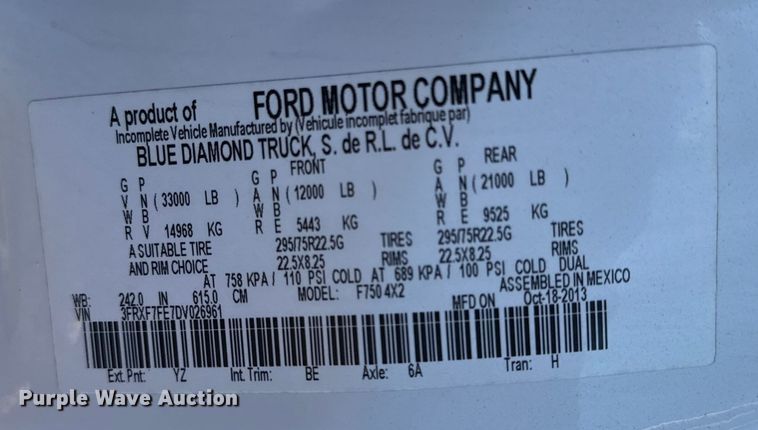 A product of FORD MOTOR COMPANY
Incomplete Vehicle Manufactured by (Vehicule incomplet fabrique par)
BLUE DIAMOND TRUCK, S. de R.L. de C.V.
FRONT REAR
G P G P G P
V N (33000 LB) A N (12000 LB) A N (21000 LB)
W B W B W B
R V 14968 KG R E 5443 KG R E 9525 KG
A SUITABLE TIRE 295/75R22.5G TIRES 295/75R22.5G TIRES
AND RIM CHOICE 22.5X8.25 RIMS 22.5X8.25 RIMS
AT 758 KPA/ 110 PSI COLD AT 689 KPA/ 100 PSI COLD DUAL
WB: 242.0 IN 615.0 CM MODEL: F750 4X2 ASSEMBLED IN MEXICO
VIN 3FRXF7FE7DV026961 MFD ON Oct-18-2013
Ext. Pnt: YZ Int. Trim: BE Axle: 6A Tran: H
Purple Wave Auction